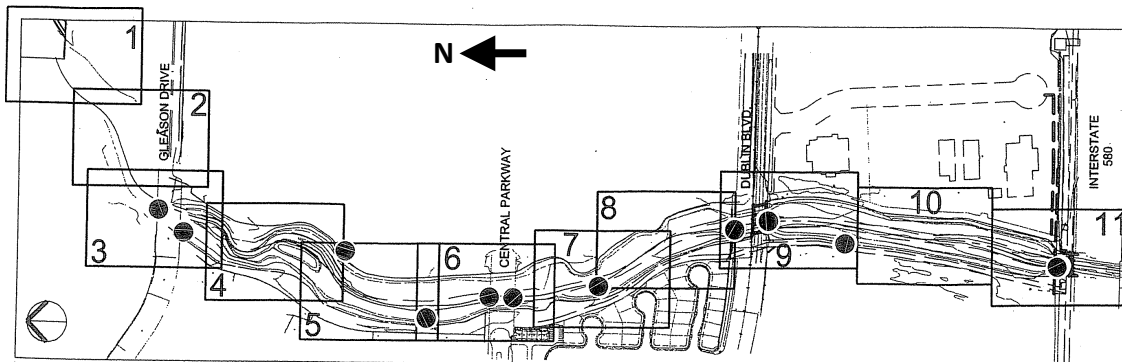 1
2
3
4
5
6
7
8
9
10
11
N
GLEASON DRIVE
CENTRAL PARKWAY
DUBLIN BLVD.
INTERSTATE
580